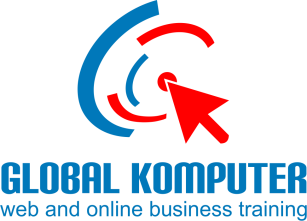 GLOBAL KOMPUTER
web and online business training